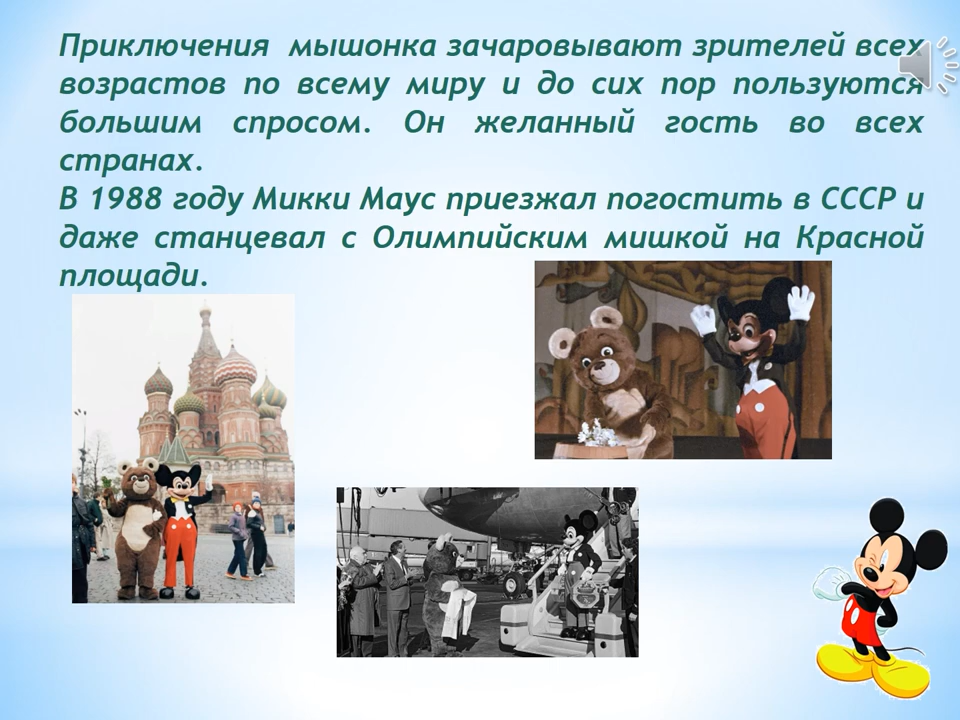 Приключения мышонка зачаровывают зрителей всех
возрастов по всему миру и до сих пор пользуются
большим спросом. Он желанный гость во всех
странах.
В 1988 году Микки Маус приезжал погостить в СССР и
даже станцевал с Олимпийским мишкой на Красной
площади.